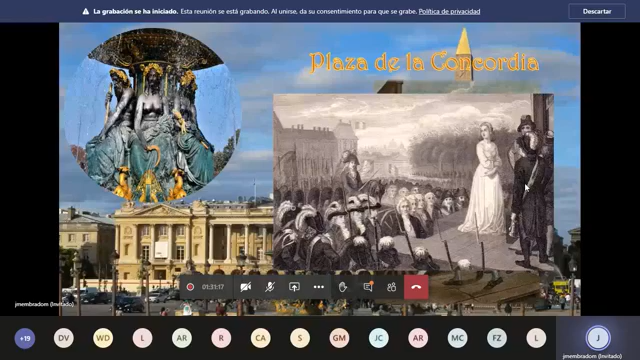 La grabación se ha iniciado. Esta reunión se está grabando. Al unirse, da su consentimiento para que se grabe. Política de privacidad
Descartar
Plaza de la Concordia
01:31:17
jmembradom (Invitado)
+19
DV
WD
L
AR
R
CA
S
GM
JC
AR
MC
FZ
L
J
jmembradom (Invitado)